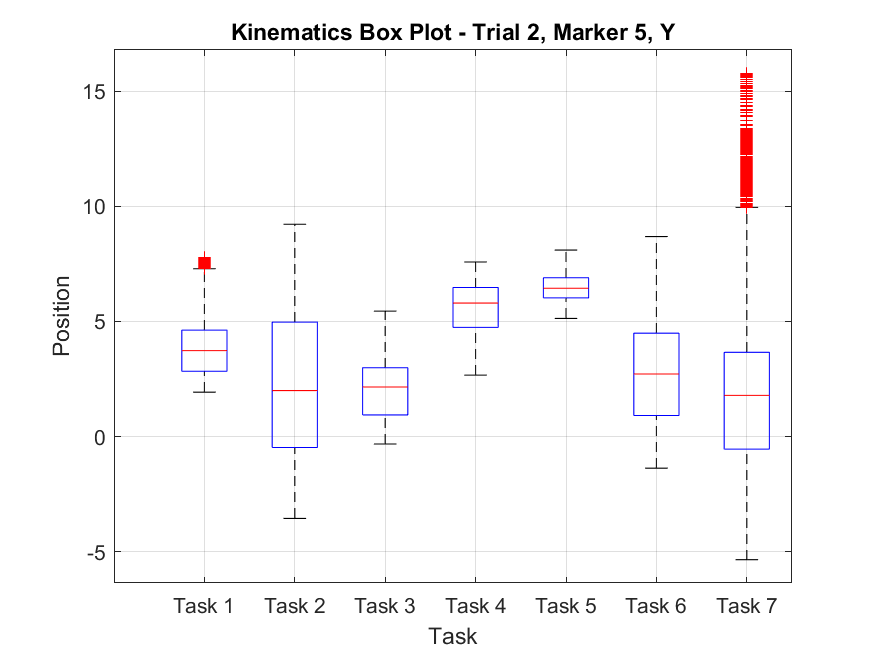 Kinematics Box Plot - Trial 2, Marker 5, Y
15
10
5
0
-5
Position
Task 1 Task 2 Task 3 Task 4 Task 5 Task 6 Task 7
Task